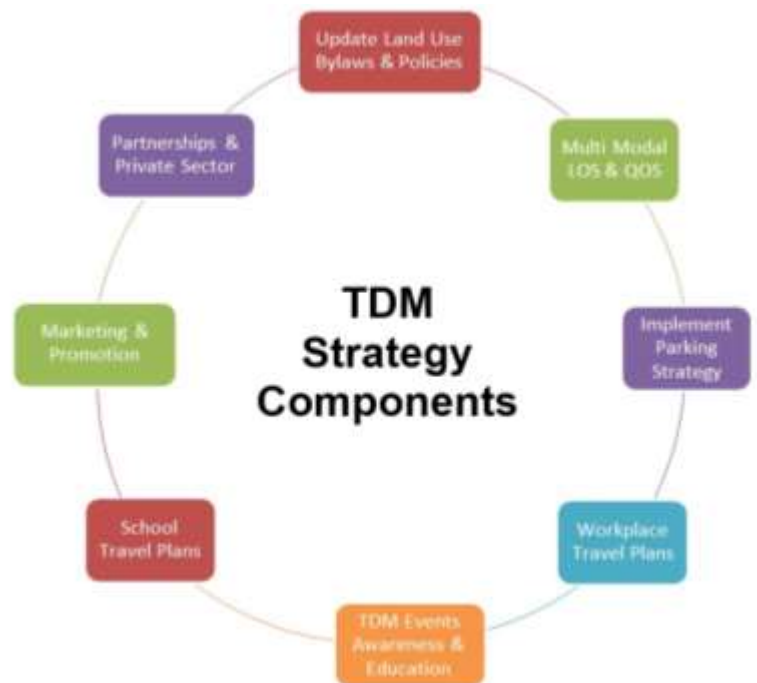 Update Land Use
Bylaws & Policies
Multi Modal
LOS & QOS
Implement
Parking
Strategy
Workplace
Travel Plans
TDM Events
Awareness &
Education
School
Travel Plans
Marketing &
Promotion
Partnerships &
Private Sector
TDM
Strategy
Components